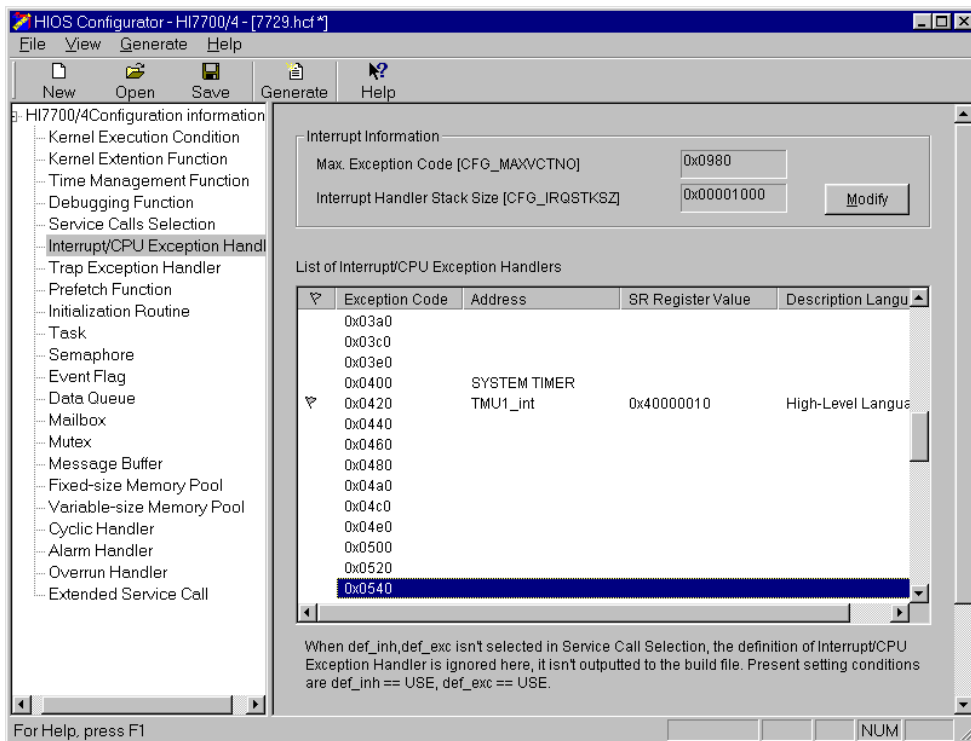 HIOS Configurator - HI7700/4 - [7729.hcf *]
File View Generate Help
New Open Save Generate Help
HI7700/4Configuration information
Kernel Execution Condition
Kernel Extention Function
Time Management Function
Debugging Function
Service Calls Selection
Interrupt/CPU Exception Handl
Trap Exception Handler
Prefetch Function
Initialization Routine
Task
Semaphore
Event Flag
Data Queue
Mailbox
Mutex
Message Buffer
Fixed-size Memory Pool
Variable-size Memory Pool
Cyclic Handler
Alarm Handler
Overrun Handler
Extended Service Call
Interrupt Information
Max. Exception Code [CFG_MAXVCTNO] 0x0980
Interrupt Handler Stack Size [CFG_IRQSTKSZ] 0x00001000 Modify
List of Interrupt/CPU Exception Handlers
Exception Code Address SR Register Value Description Langu
0x03a0
0x03c0
0x03e0
0x0400 SYSTEM TIMER
0x0420 TMU1_int 0x40000010 High-Level Langua
0x0440
0x0460
0x0480
0x04a0
0x04c0
0x04e0
0x0500
0x0520
0x0540
When def_inh,def_exc isn't selected in Service Call Selection, the definition of Interrupt/CPU
Exception Handler is ignored here, it isn't outputted to the build file. Present setting conditions
are def_inh == USE, def_exc == USE.
For Help, press F1 NUM